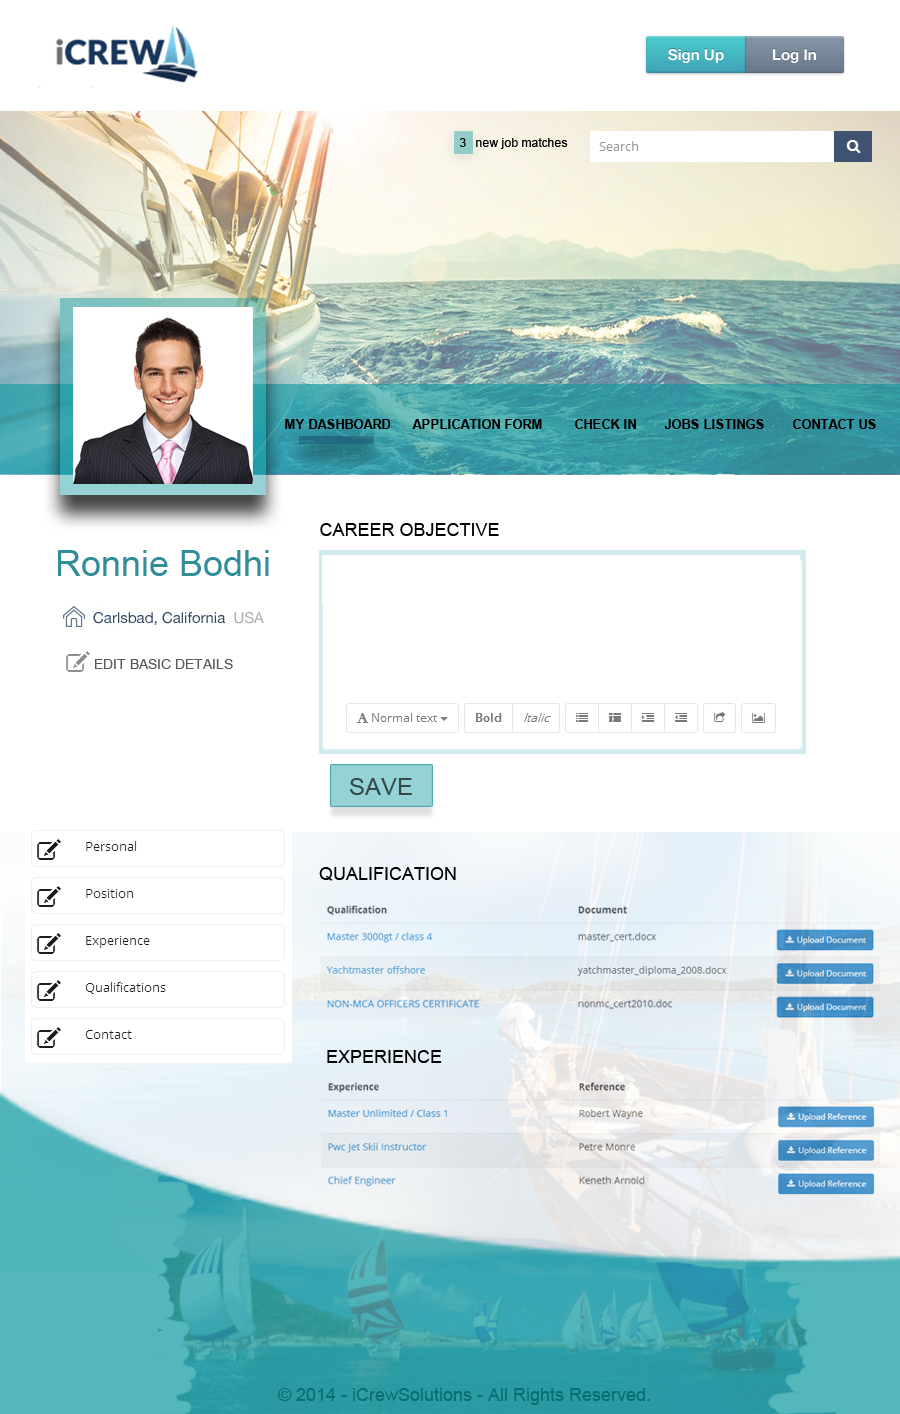 iCREW
Sign Up Log In
3 new job matches Search
MY DASHBOARD APPLICATION FORM CHECK IN JOBS LISTINGS CONTACT US
CAREER OBJECTIVE
Ronnie Bodhi
Carlsbad, California USA
EDIT BASIC DETAILS
A Normal text Bold Italic
SAVE
Personal
Position
Experience
Qualifications
Contact
QUALIFICATION
Qualification Document
Master 3000gt / class 4 master_cert.docx Upload Document
Yachtmaster offshore yatchmaster_diploma_2008.docx Upload Document
NON-MCA OFFICERS CERTIFICATE nonmc_cert2010.doc Upload Document
EXPERIENCE
Experience Reference
Master Unlimited / Class 1 Robert Wayne Upload Reference
Pwc Jet Skii Instructor Petre Monre Upload Reference
Chief Engineer Keneth Arnold Upload Reference
© 2014 - iCrewSolutions - All Rights Reserved.